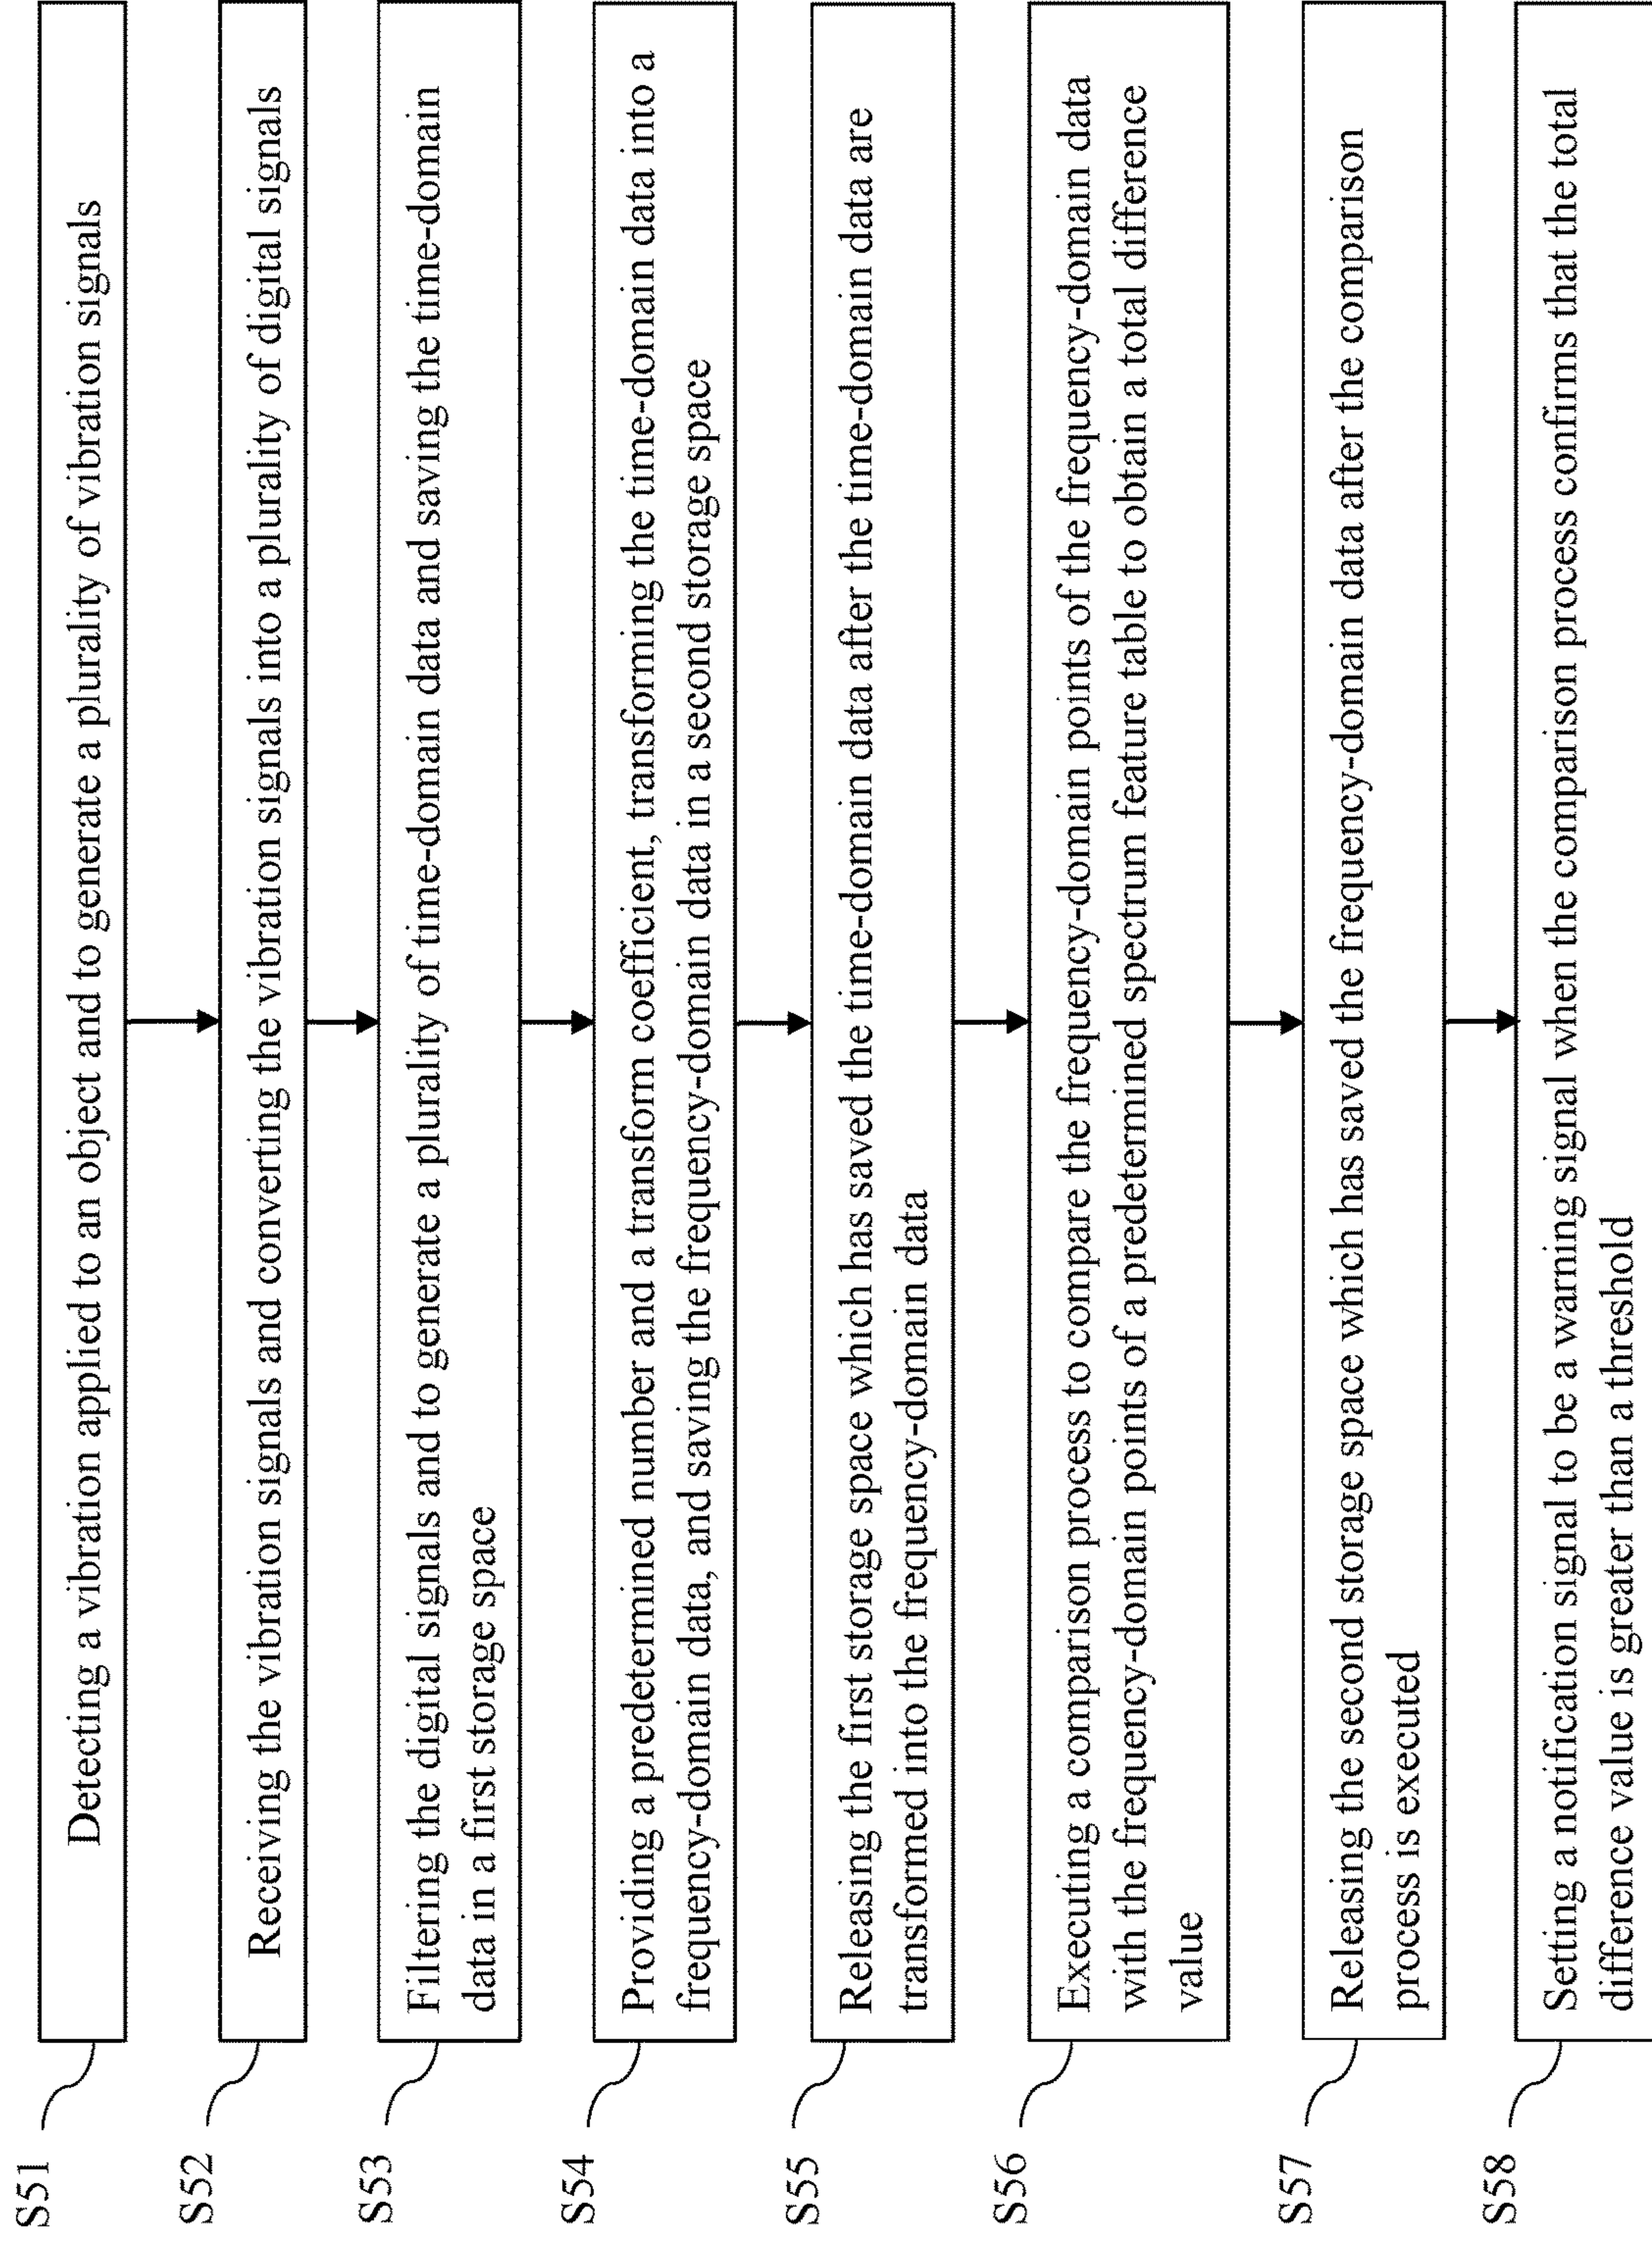 S51
Detecting a vibration applied to an object and to generate a plurality of vibration signals
S52
Receiving the vibration signals and converting the vibration signals into a plurality of digital signals
S53
Filtering the digital signals and to generate a plurality of time-domain data and saving the time-domain
data in a first storage space
S54
Providing a predetermined number and a transform coefficient, transforming the time-domain data into a
frequency-domain data, and saving the frequency-domain data in a second storage space
S55
Releasing the first storage space which has saved the time-domain data after the time-domain data are
transformed into the frequency-domain data
S56
Executing a comparison process to compare the frequency-domain points of the frequency-domain data
with the frequency-domain points of a predetermined spectrum feature table to obtain a total difference
value
S57
Releasing the second storage space which has saved the frequency-domain data after the comparison
process is executed
S58
Setting a notification signal to be a warning signal when the comparison process confirms that the total
difference value is greater than a threshold